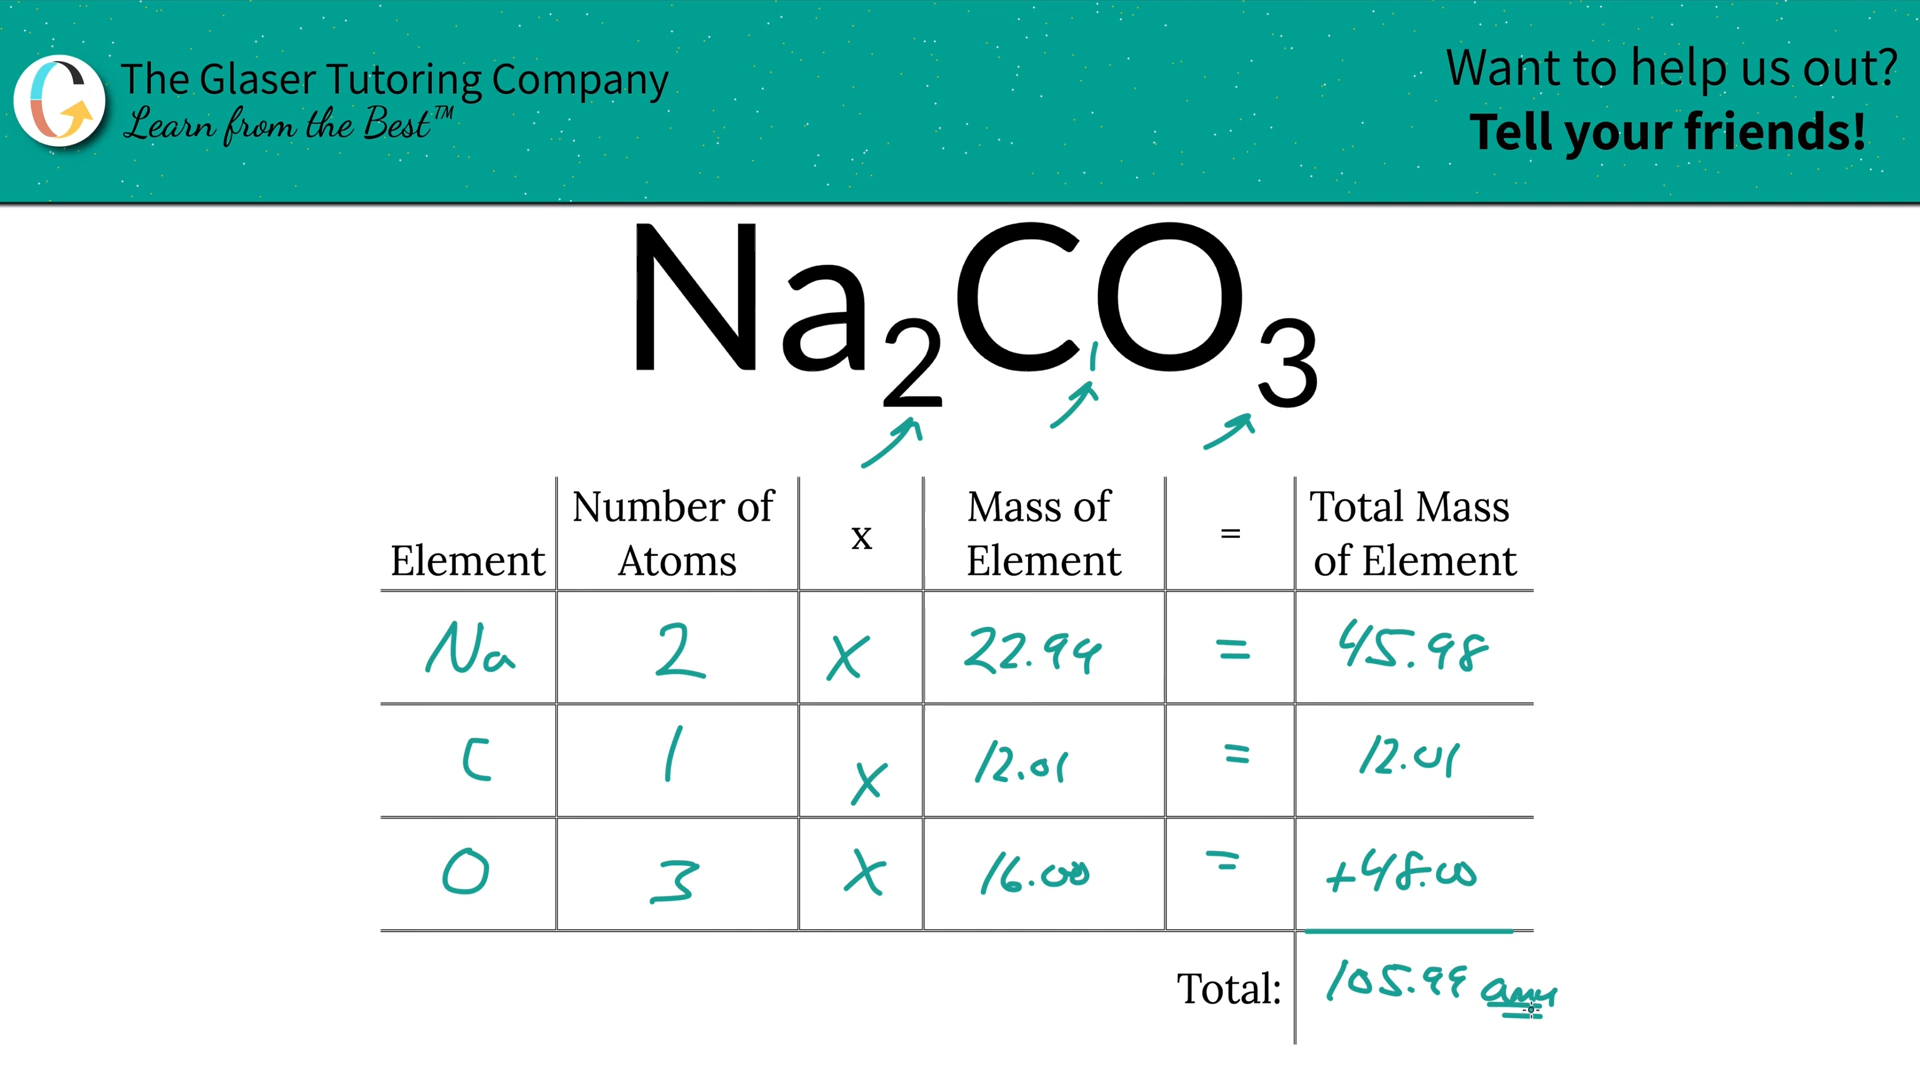 The Glaser Tutoring Company
Learn from the Best™
Want to help us out?
Tell your friends!
Na₂CO₃
1
Element | Number of Atoms | x | Mass of Element | = | Total Mass of Element
Na 2 x 22.99 = 45.98
C 1 x 12.01 = 12.01
O 3 x 16.00 = +48.00
Total: 105.99 amu